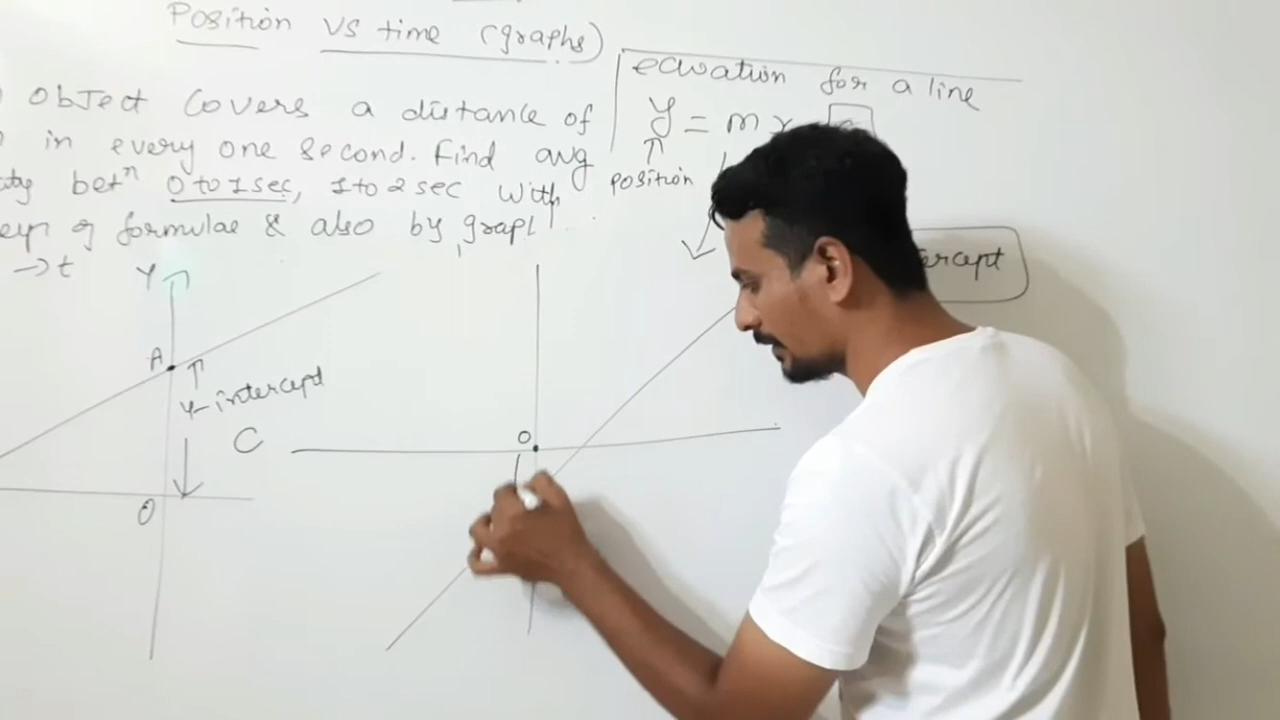 Position vs time (graphs)
equation for a line
y = m x
position
object covers a distance of
in every one second. Find avg
bet^n 0 to 1 sec, 1 to 2 sec with
of formulae & also by graph
→t
Y
A
Y-intercept
C
O
O